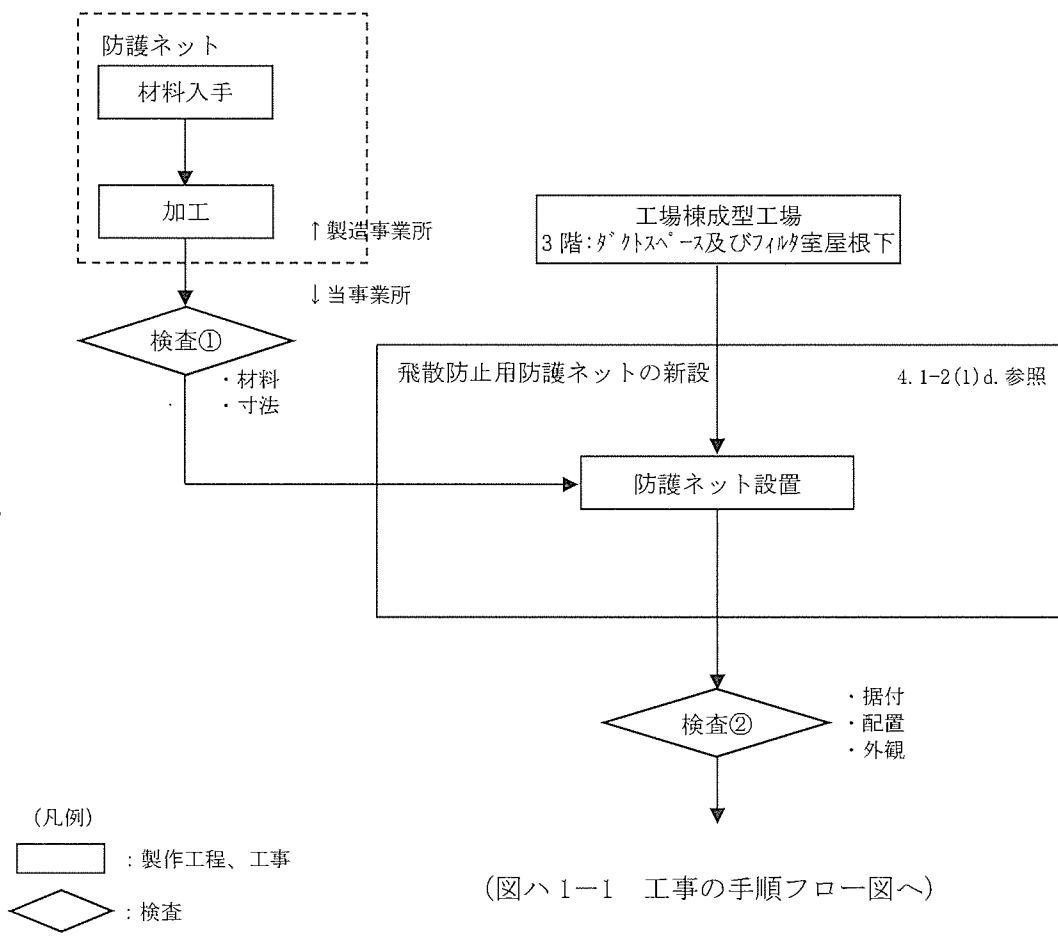 防護ネット
材料入手
加工
↑製造事業所
↓当事業所
検査①
・材料
・寸法
工場棟成型工場
3階:ダクトスペース及びフィルタ室屋根下
飛散防止用防護ネットの新設
4.1-2(1)d.参照
防護ネット設置
検査②
・据付
・配置
・外観
(凡例)
:製作工程、工事
:検査
(図ハ1-1 工事の手順フロー図へ)